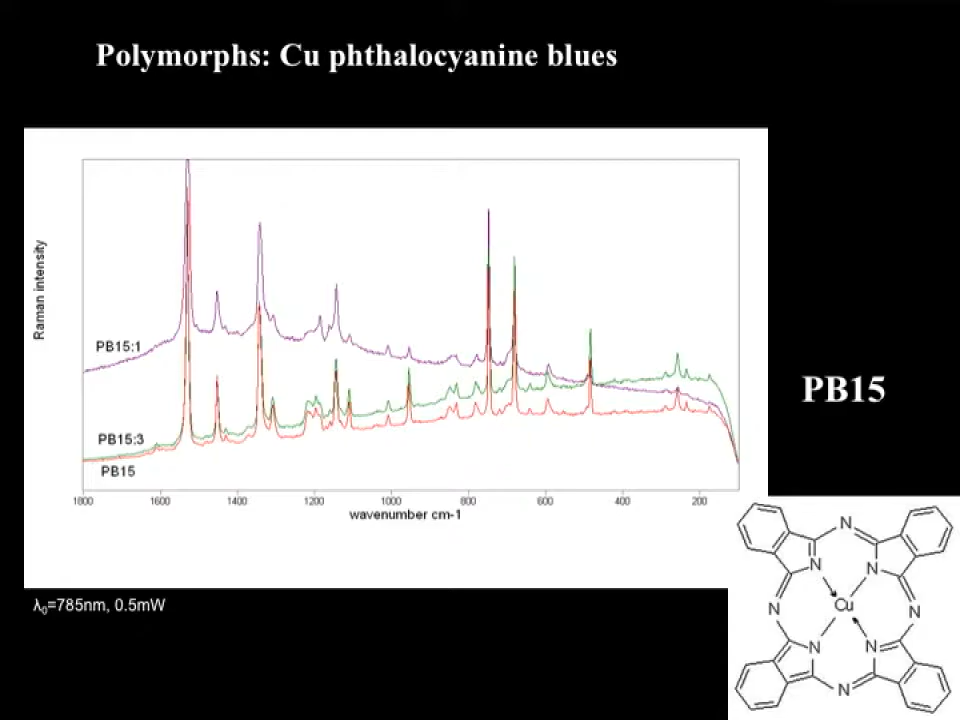 Polymorphs: Cu phthalocyanine blues
Raman intensity
PB15:1
PB15:3
PB15
1800 1600 1400 1200 1000 800 600 400 200
wavenumber cm-1
PB15
λ0=785nm, 0.5mW
N
N N
N Cu N
N N
N